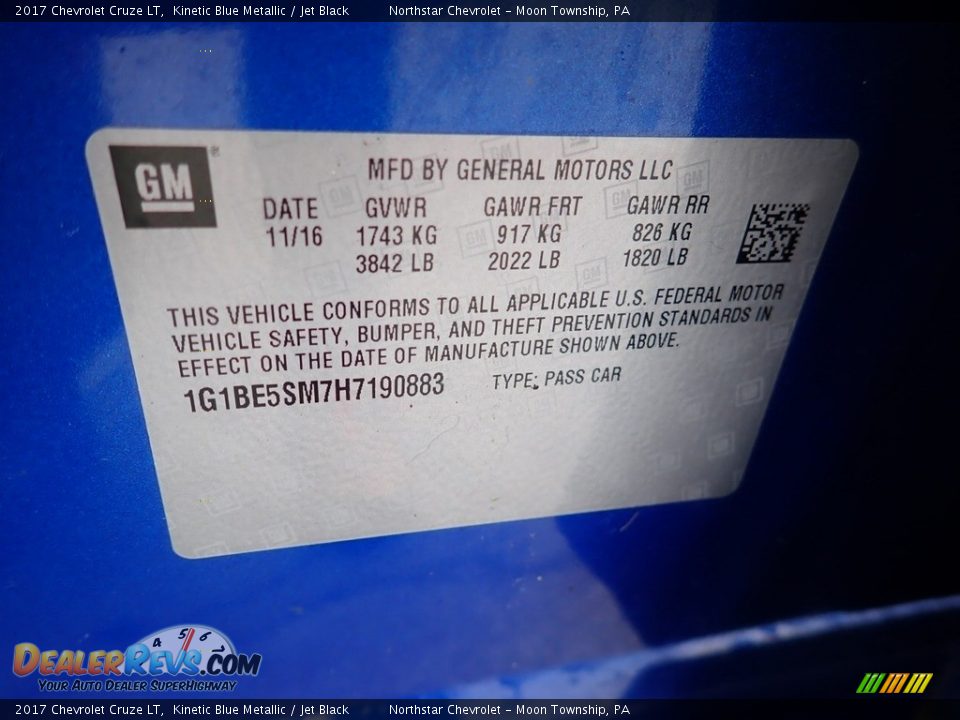 2017 Chevrolet Cruze LT, Kinetic Blue Metallic / Jet Black Northstar Chevrolet - Moon Township, PA
GM ®
MFD BY GENERAL MOTORS LLC
DATE GVWR GAWR FRT GAWR RR
11/16 1743 KG 917 KG 826 KG
3842 LB 2022 LB 1820 LB
THIS VEHICLE CONFORMS TO ALL APPLICABLE U.S. FEDERAL MOTOR
VEHICLE SAFETY, BUMPER, AND THEFT PREVENTION STANDARDS IN
EFFECT ON THE DATE OF MANUFACTURE SHOWN ABOVE.
1G1BE5SM7H7190883 TYPE: PASS CAR
4 5 6
DEALERREVS.COM
YOUR AUTO DEALER SUPERHIGHWAY
2017 Chevrolet Cruze LT, Kinetic Blue Metallic / Jet Black Northstar Chevrolet - Moon Township, PA